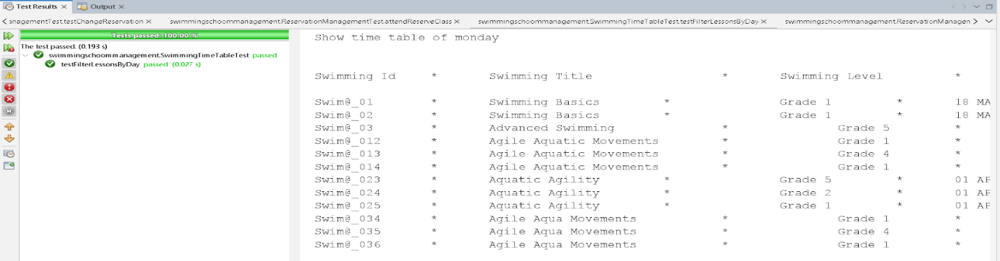 Test Results × Output ×
anagementTest.testChangeReservation × swimmingschoommanagement.ReservationManagementTest.attendReserveClass × swimmingschoommanagement.SwimmingTimeTableTest.testFilterLessonsByDay × swimmingschoommanagement.ReservationManagen
Tests passed: 100.00 %
The test passed. (0.193 s)
swimmingschoommanagement.SwimmingTimeTableTest passed
testFilterLessonsByDay passed (0.027 s)
Show time table of monday
Swimming Id * Swimming Title * Swimming Level *
Swim@_01 * Swimming Basics * Grade 1 * 18 MA
Swim@_02 * Swimming Basics * Grade 1 * 18 MA
Swim@_03 * Advanced Swimming * Grade 5 *
Swim@_012 * Agile Aquatic Movements * Grade 1 *
Swim@_013 * Agile Aquatic Movements * Grade 4 *
Swim@_014 * Agile Aquatic Movements * Grade 1 *
Swim@_023 * Aquatic Agility * Grade 5 * 01 AP
Swim@_024 * Aquatic Agility * Grade 2 * 01 AP
Swim@_025 * Aquatic Agility * Grade 1 * 01 AP
Swim@_034 * Agile Aqua Movements * Grade 1 *
Swim@_035 * Agile Aqua Movements * Grade 4 *
Swim@_036 * Agile Aqua Movements * Grade 1 *